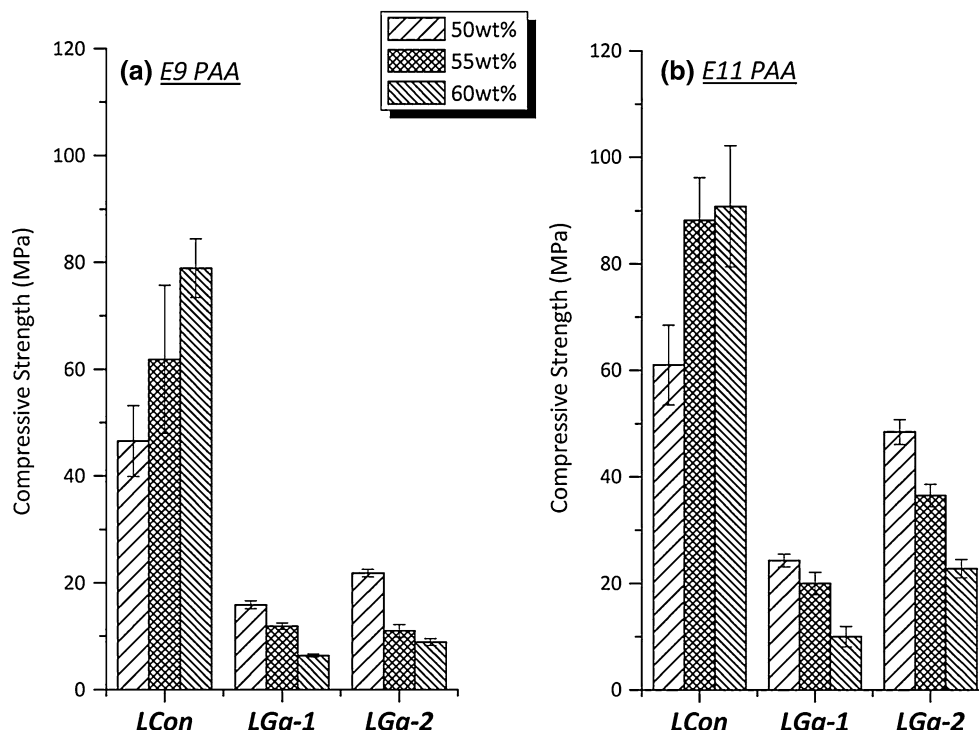 50wt%
55wt%
60wt%
(a) E9 PAA
120
100
80
60
40
20
0
Compressive Strength (MPa)
LCon LGa-1 LGa-2
(b) E11 PAA
120
100
80
60
40
20
0
Compressive Strength (MPa)
LCon LGa-1 LGa-2